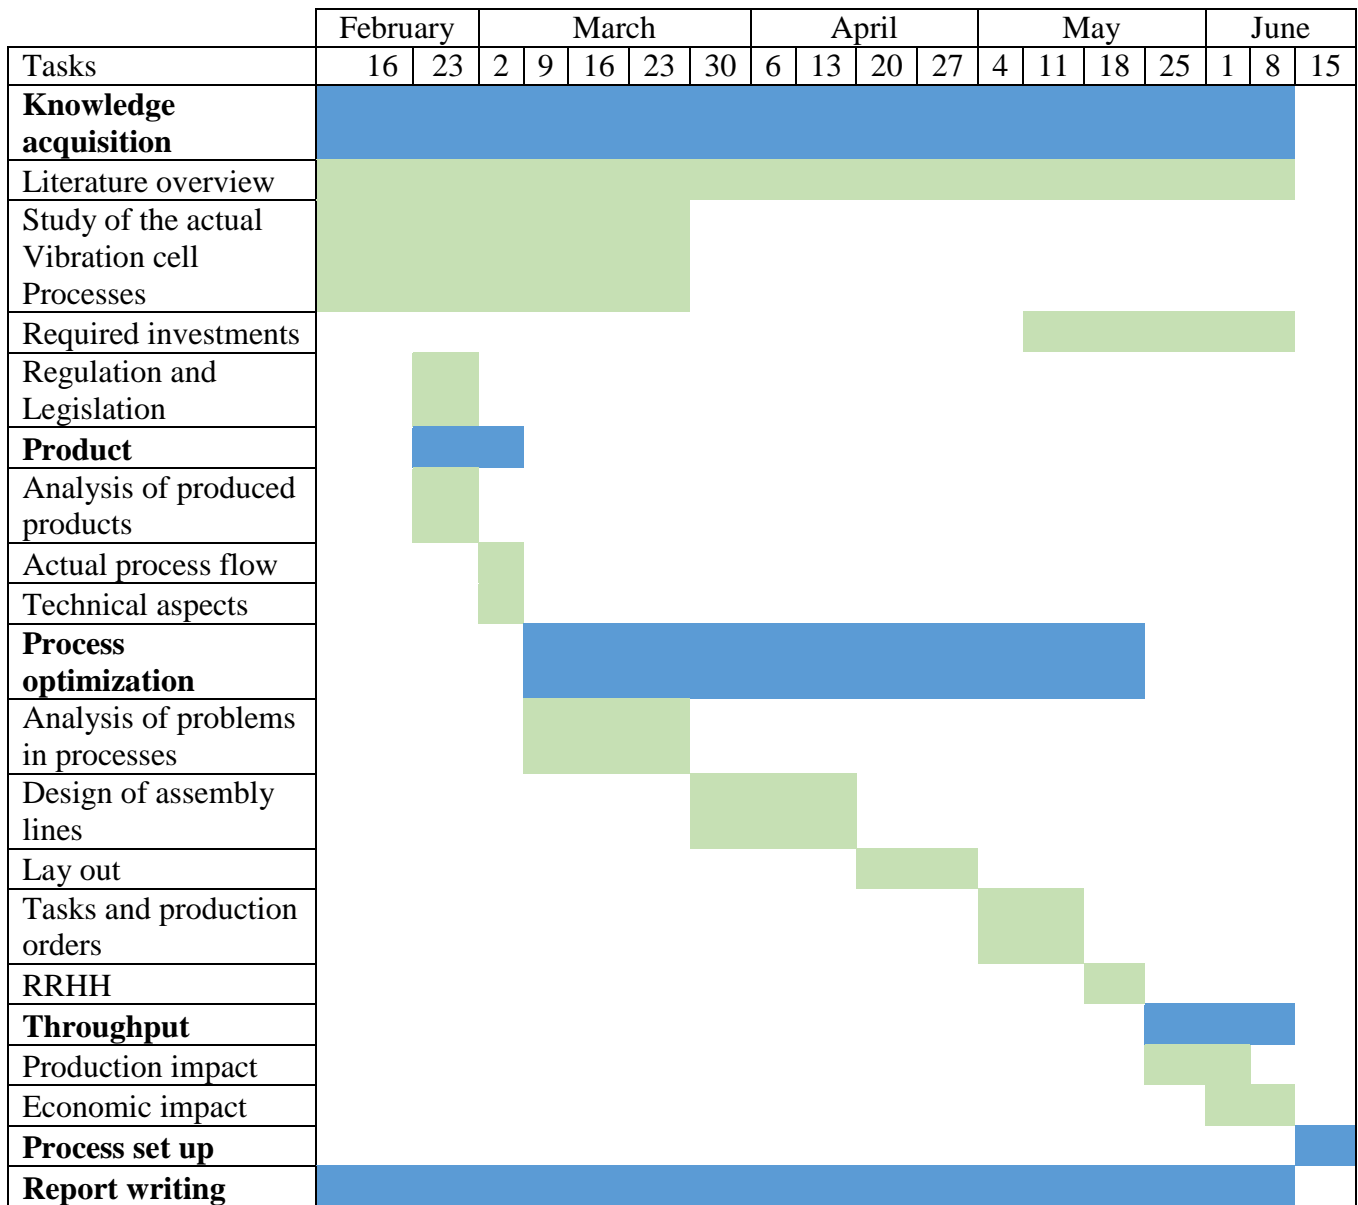 February March April May June
Tasks 16 23 2 9 16 23 30 6 13 20 27 4 11 18 25 1 8 15
Knowledge
acquisition
Literature overview
Study of the actual
Vibration cell
Processes
Required investments
Regulation and
Legislation
Product
Analysis of produced
products
Actual process flow
Technical aspects
Process
optimization
Analysis of problems
in processes
Design of assembly
lines
Lay out
Tasks and production
orders
RRHH
Throughput
Production impact
Economic impact
Process set up
Report writing